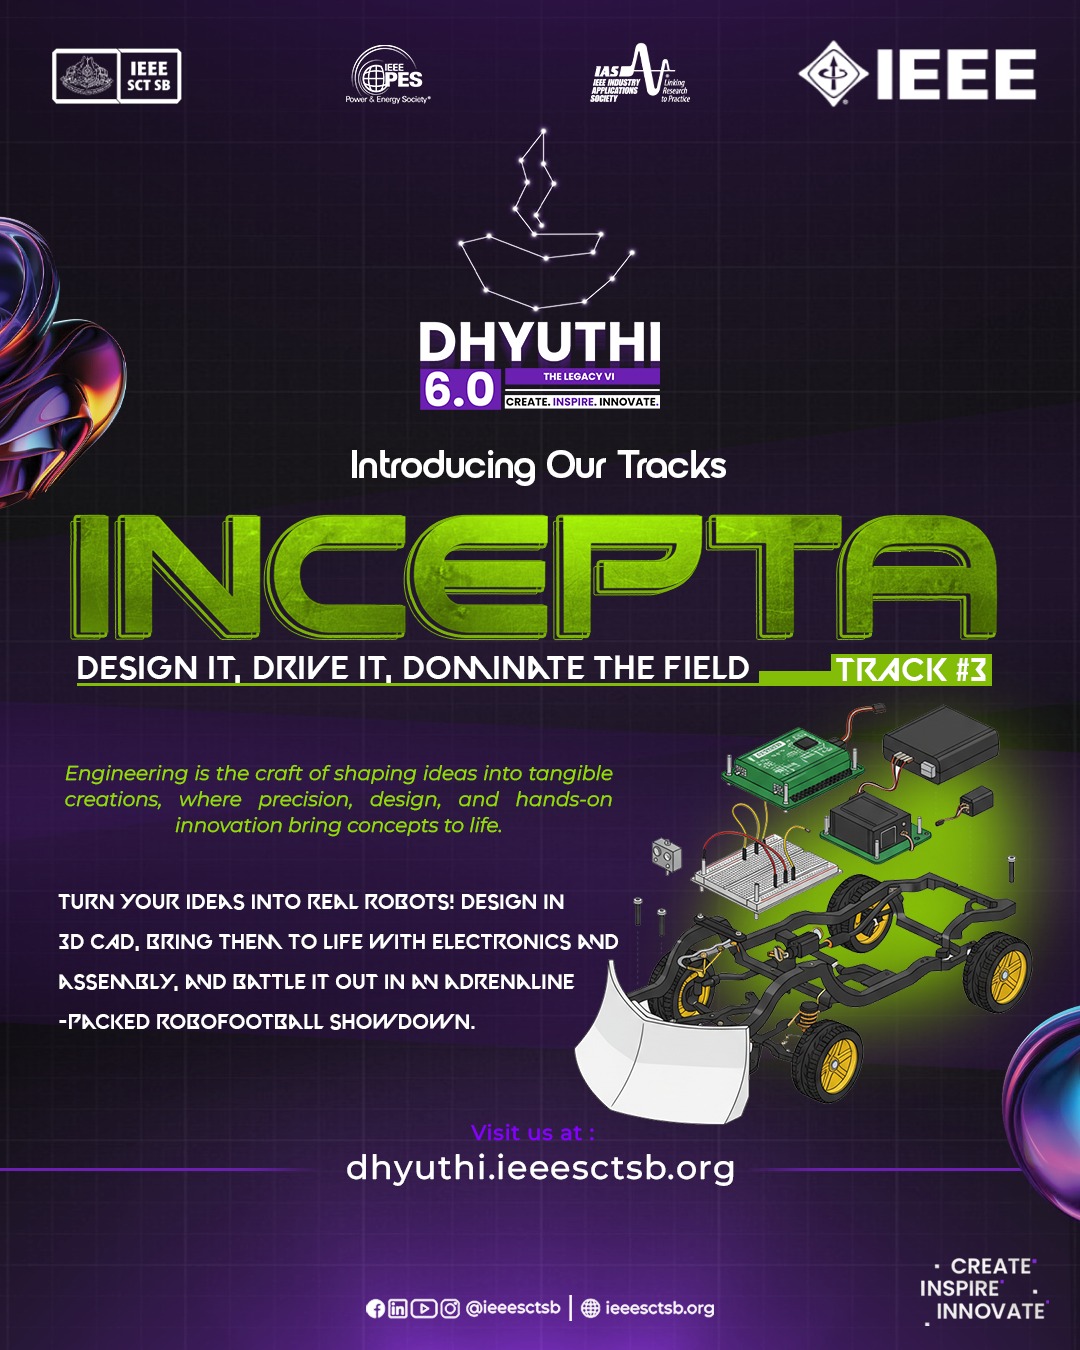 IEEE
SCT SB
IEEE
PES
Power & Energy Society®
IAS
IEEE INDUSTRY
APPLICATIONS
SOCIETY
Linking
Research
to Practice
IEEE
DHYUTHI
6.0
THE LEGACY VI
CREATE. INSPIRE. INNOVATE.
Introducing Our Tracks
INCEPTA
DESIGN IT, DRIVE IT, DOMINATE THE FIELD
TRACK #3
Engineering is the craft of shaping ideas into tangible
creations, where precision, design, and hands-on
innovation bring concepts to life.
TURN YOUR IDEAS INTO REAL ROBOTS! DESIGN IN
3D CAD, BRING THEM TO LIFE WITH ELECTRONICS AND
ASSEMBLY, AND BATTLE IT OUT IN AN ADRENALINE
-PACKED ROBOFOOTBALL SHOWDOWN.
Visit us at :
dhyuthi.ieeesctsb.org
@ieeesctsb | ieeesctsb.org
CREATE
INSPIRE
INNOVATE